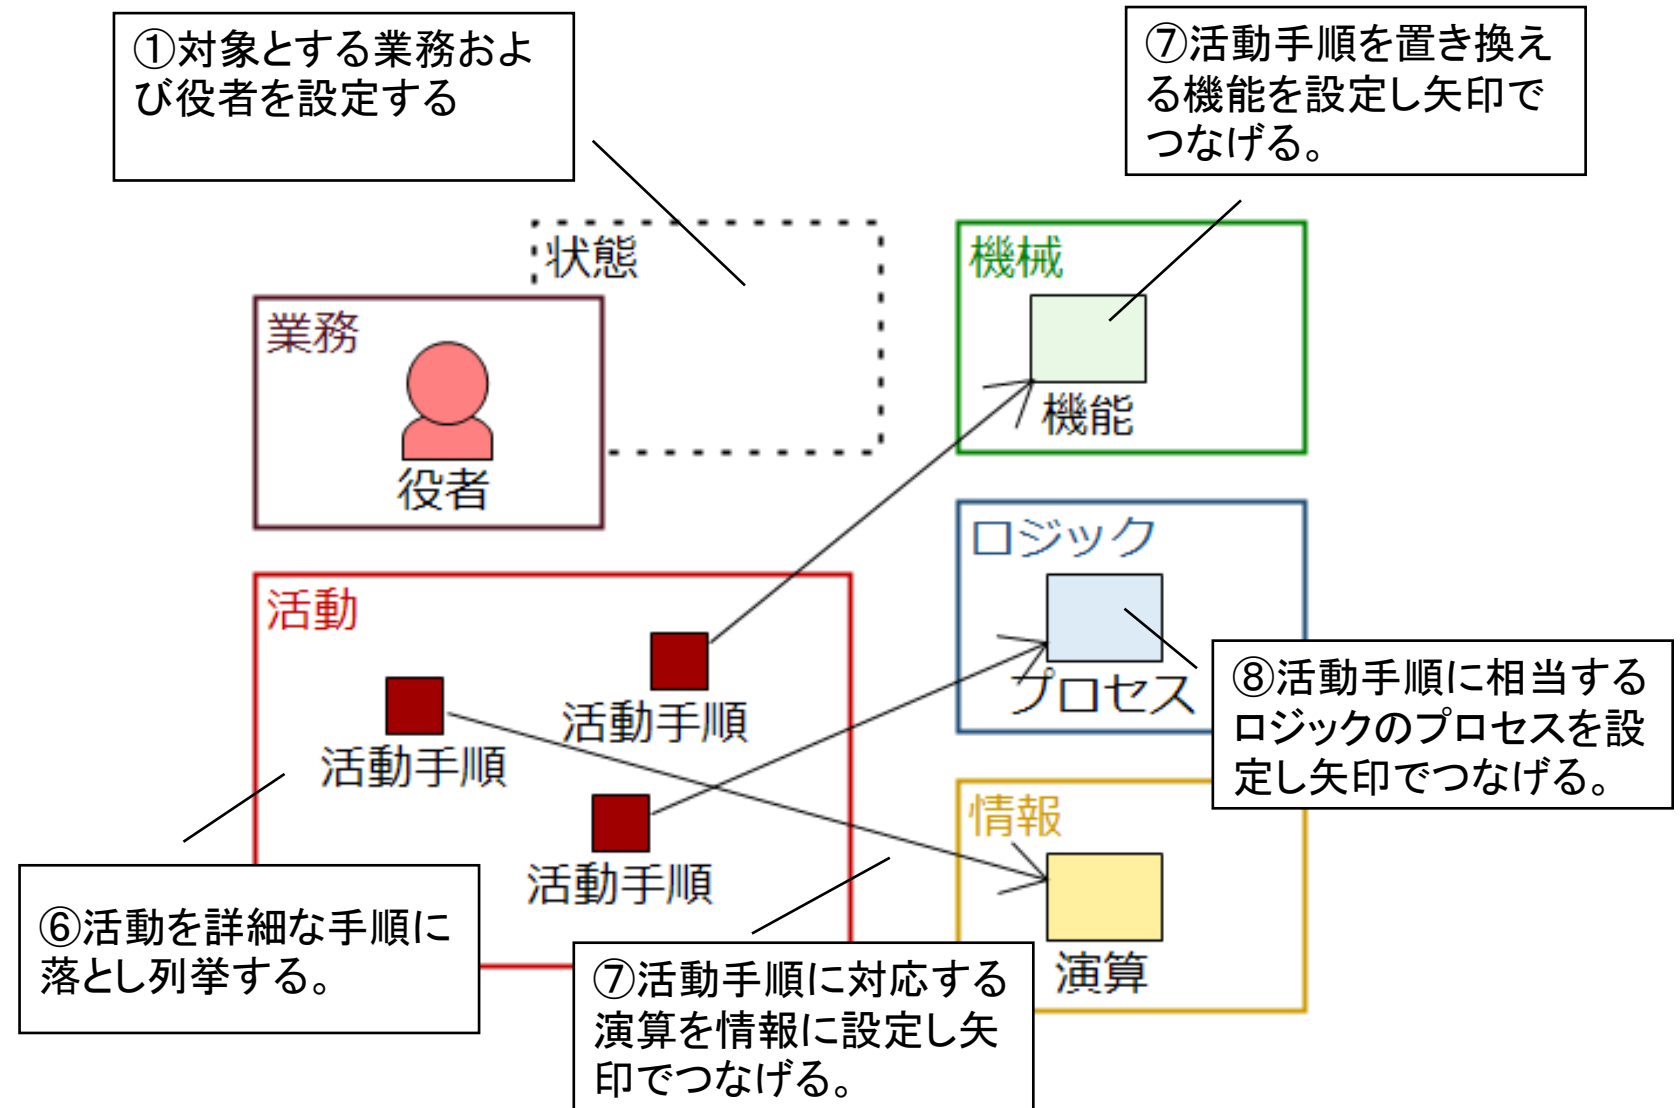 ①対象とする業務およ
び役者を設定する
⑦活動手順を置き換え
る機能を設定し矢印で
つなげる。
状態
機械
業務
機能
役者
ロジック
活動
プロセス
活動手順
活動手順
⑧活動手順に相当する
ロジックのプロセスを設
定し矢印でつなげる。
情報
活動手順
⑥活動を詳細な手順に
落とし列挙する。
演算
⑦活動手順に対応する
演算を情報に設定し矢
印でつなげる。